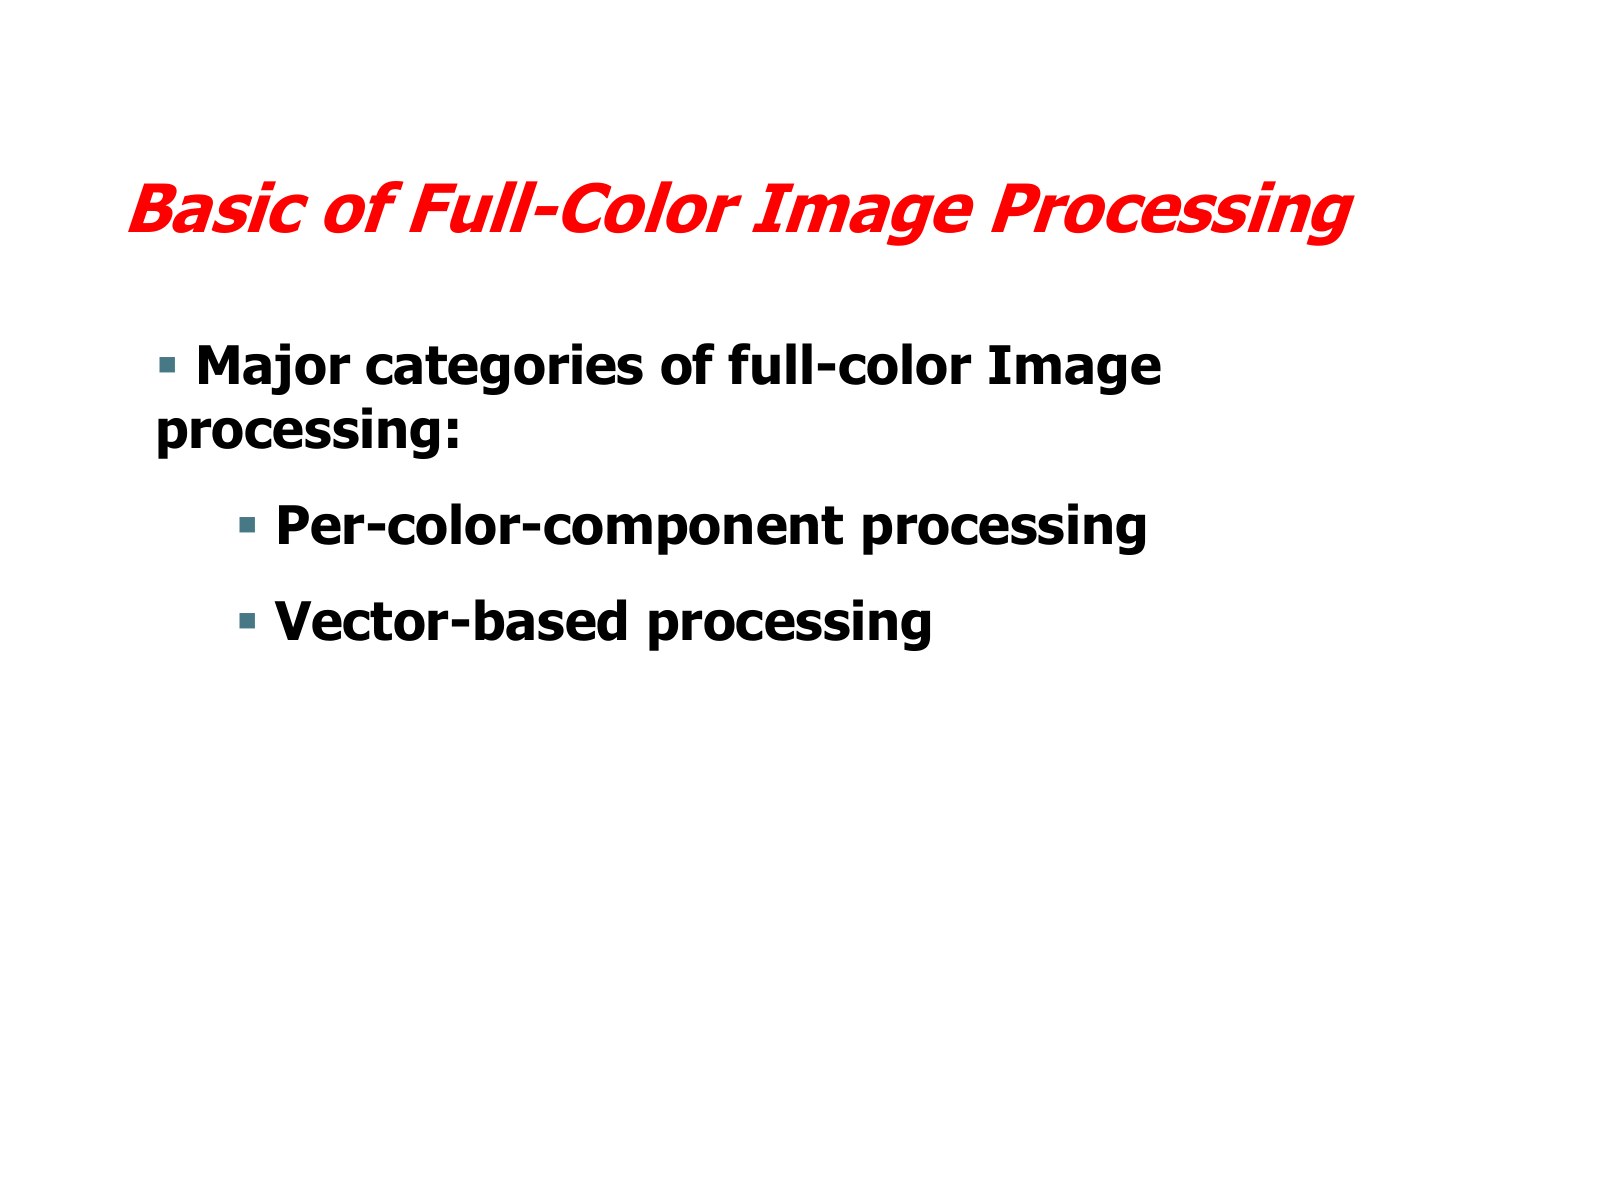 Basic of Full-Color Image Processing
▪ Major categories of full-color Image
processing:
▪ Per-color-component processing
▪ Vector-based processing